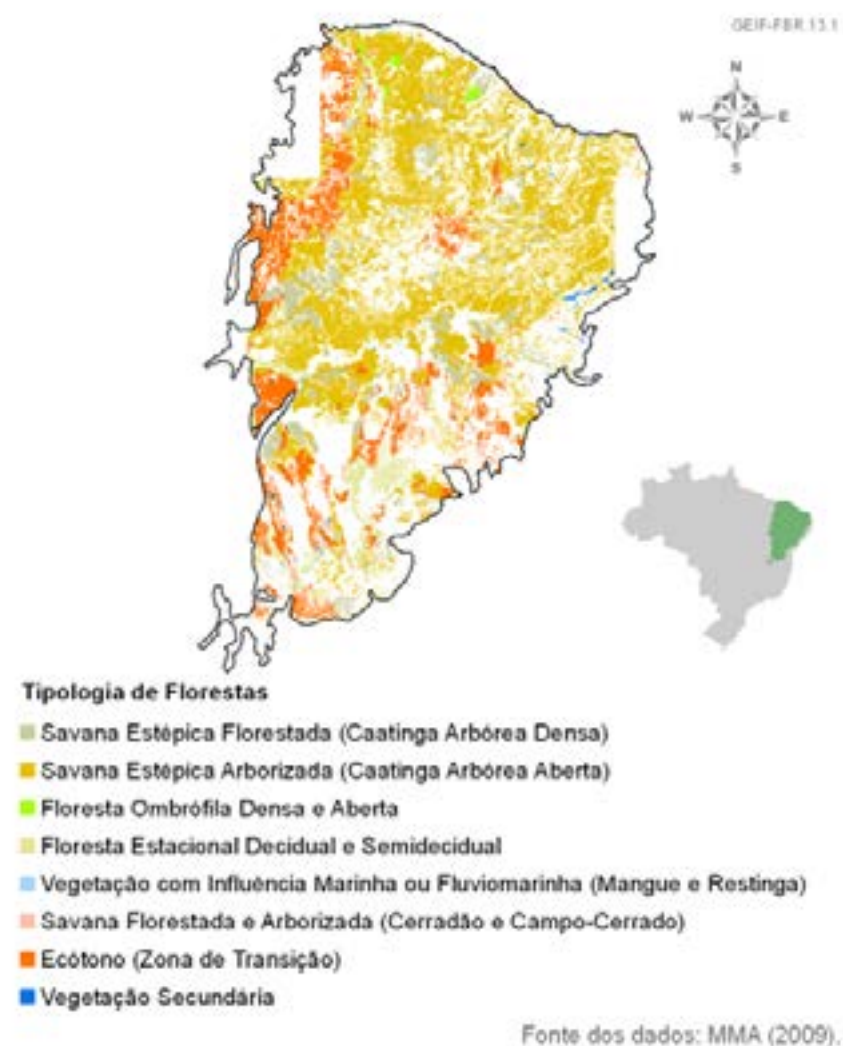 GEIF-FBR 13.1
N
W E
S
Tipologia de Florestas
Savana Estépica Florestada (Caatinga Arbórea Densa)
Savana Estépica Arborizada (Caatinga Arbórea Aberta)
Floresta Ombrófila Densa e Aberta
Floresta Estacional Decidual e Semidecidual
Vegetação com Influência Marinha ou Fluviomarinha (Mangue e Restinga)
Savana Florestada e Arborizada (Cerradão e Campo-Cerrado)
Ecótono (Zona de Transição)
Vegetação Secundária
Fonte dos dados: MMA (2009).